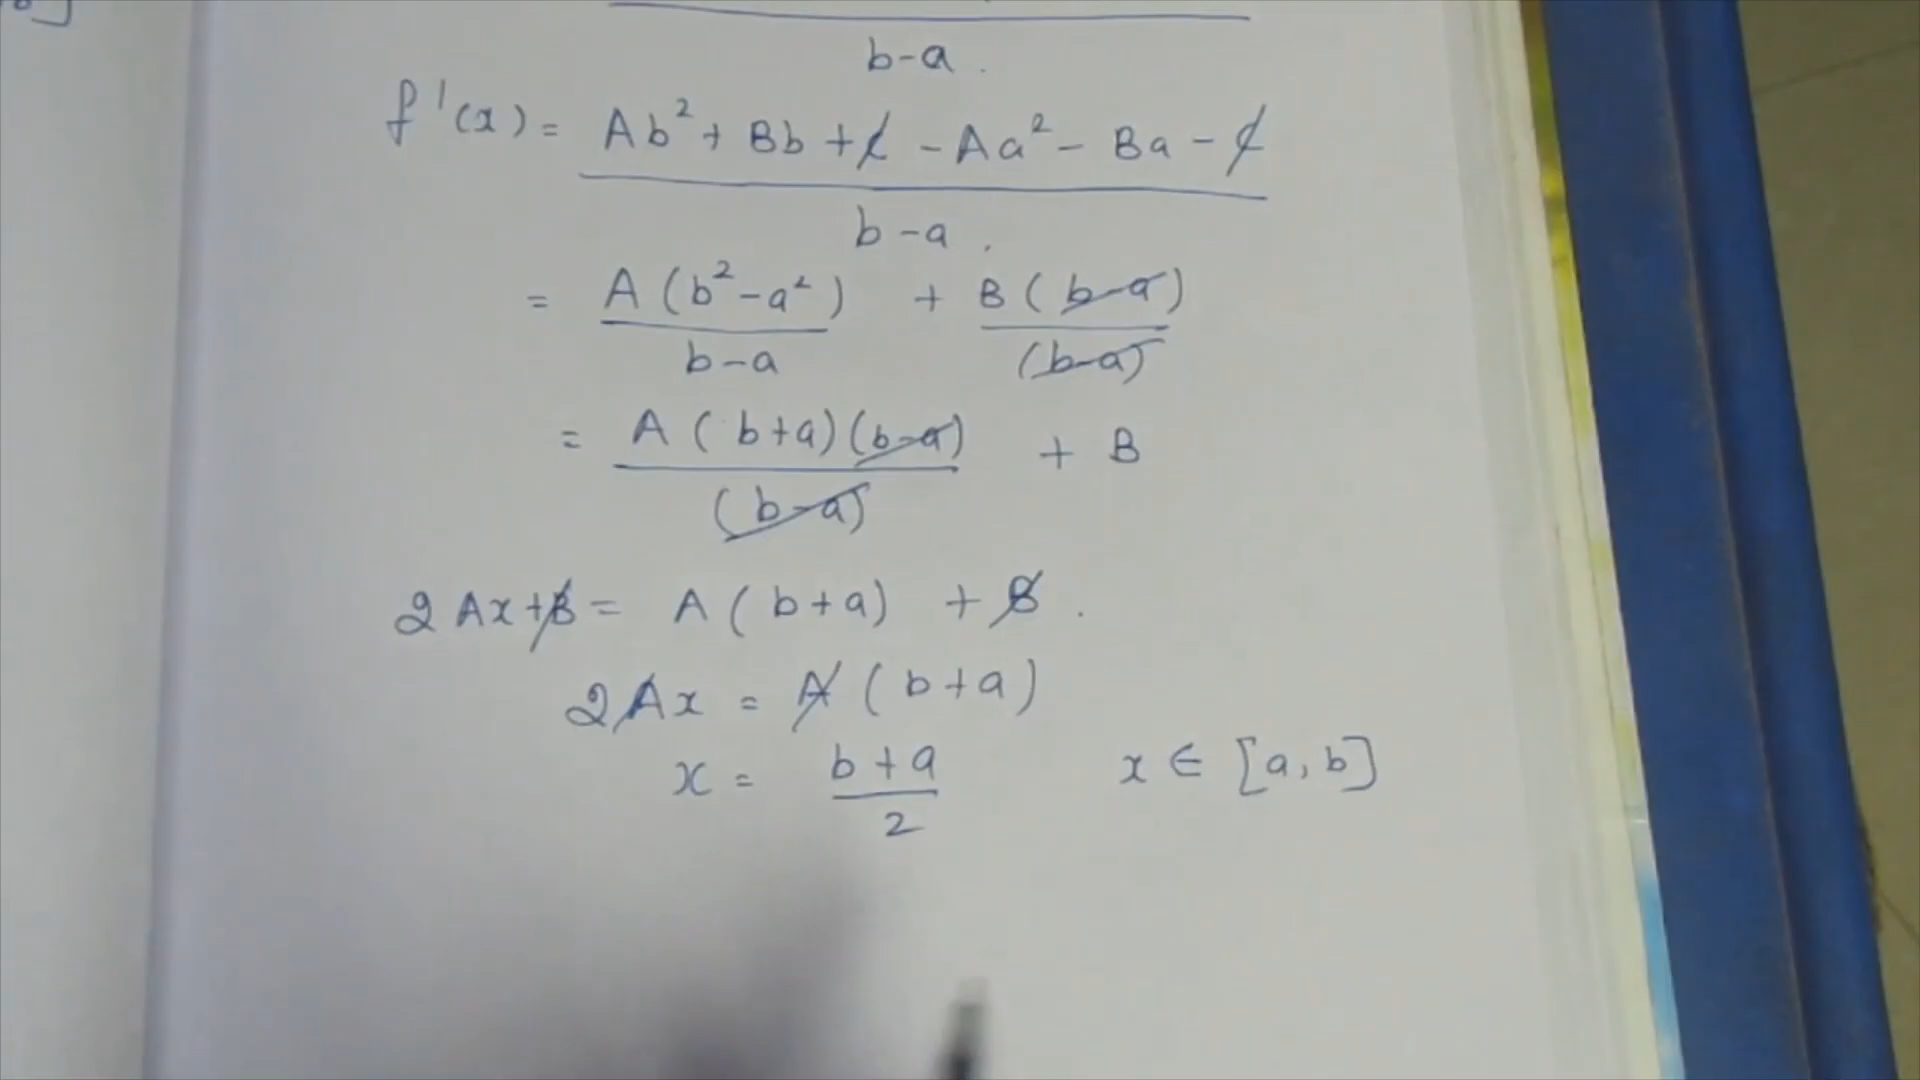 b-a.
f'(x) = Ab²+ Bb + C - Aa² - Ba - C
b-a.
= A(b²-a²) + B(b-a)
b-a (b-a)
= A(b+a)(b-a) + B
(b-a)
2Ax+B = A(b+a) + B.
2Ax = A(b+a)
x = b+a x ∈ [a,b]
2